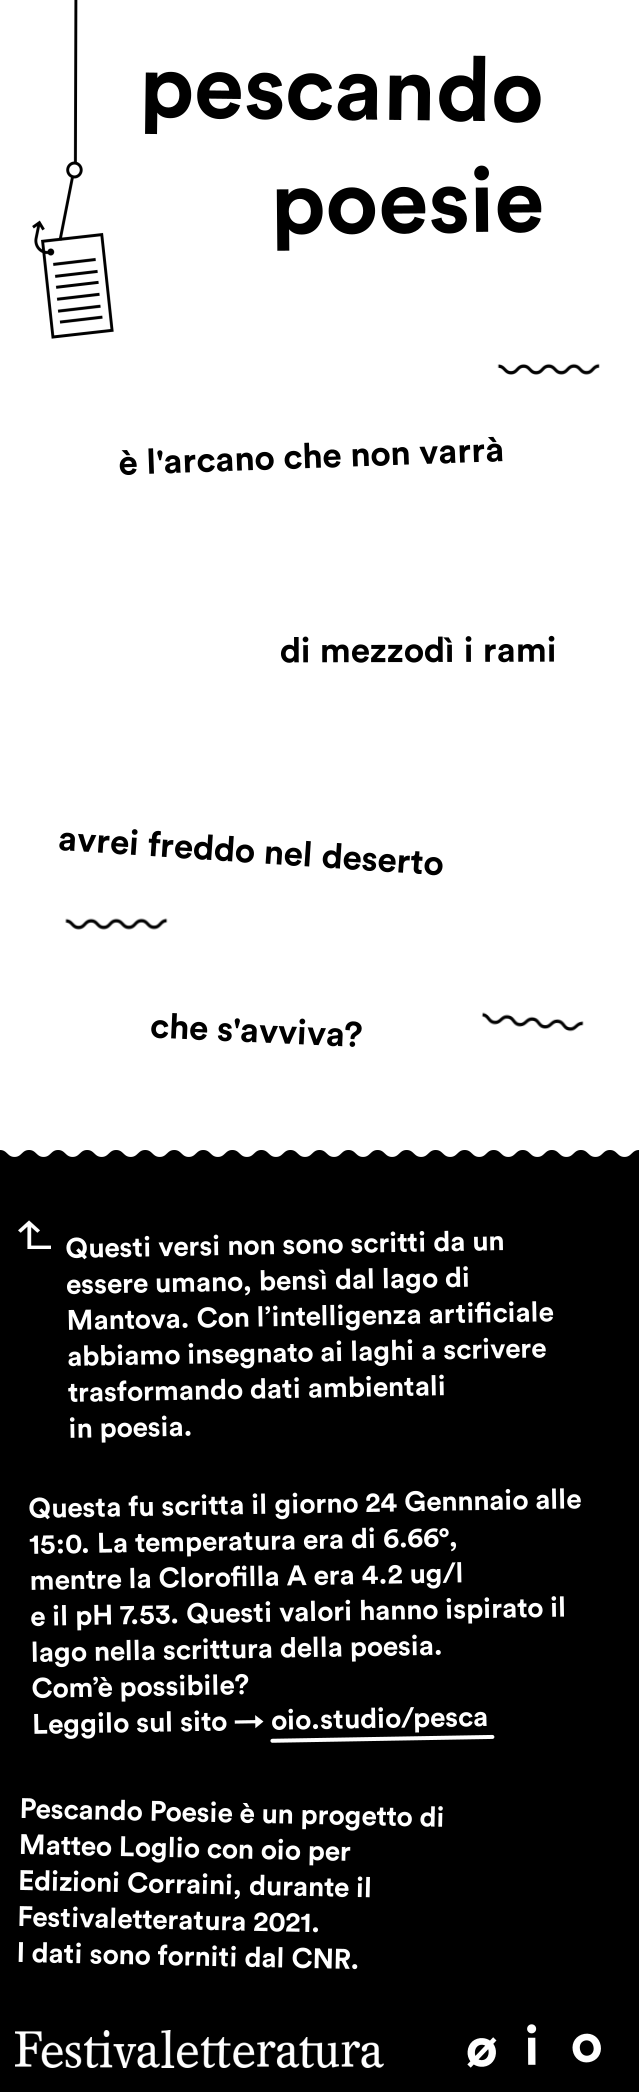 pescando
poesie
è l'arcano che non varrà
di mezzodì i rami
avrei freddo nel deserto
che s'avviva?
Questi versi non sono scritti da un
essere umano, bensì dal lago di
Mantova. Con l’intelligenza artificiale
abbiamo insegnato ai laghi a scrivere
trasformando dati ambientali
in poesia.
Questa fu scritta il giorno 24 Gennnaio alle
15:0. La temperatura era di 6.66°,
mentre la Clorofilla A era 4.2 ug/l
e il pH 7.53. Questi valori hanno ispirato il
lago nella scrittura della poesia.
Com’è possibile?
Leggilo sul sito → oio.studio/pesca
Pescando Poesie è un progetto di
Matteo Loglio con oio per
Edizioni Corraini, durante il
Festivaletteratura 2021.
I dati sono forniti dal CNR.
Festivaletteratura ø i o